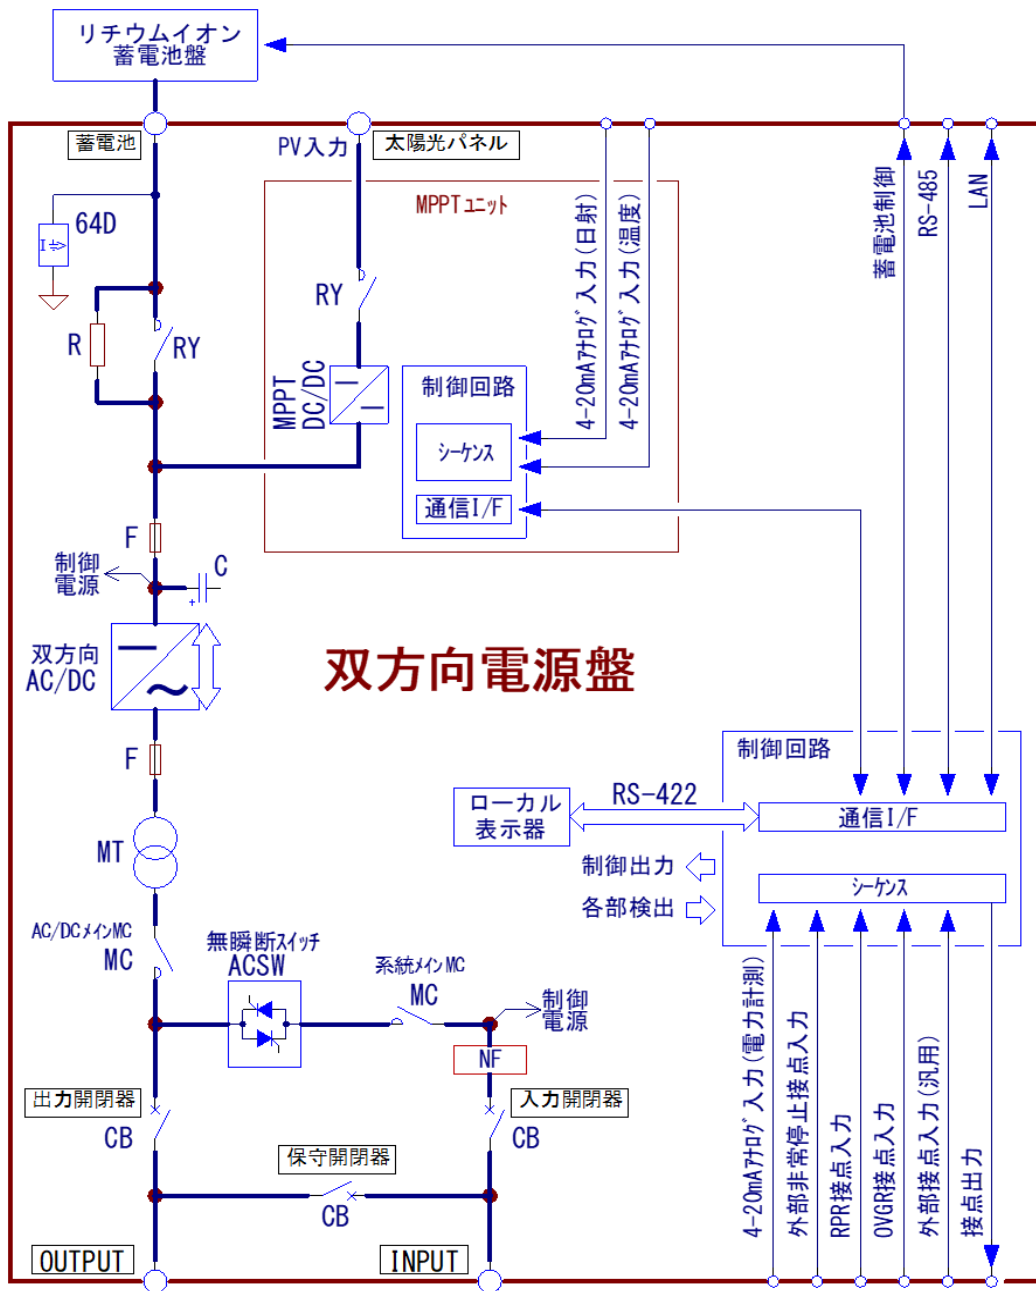 リチウムイオン
蓄電池盤
蓄電池
PV入力
太陽光パネル
64D
I
MPPTユニット
RY
R
RY
MPPT
DC/DC
制御回路
シーケンス
通信I/F
4-20mAアナログ入力(日射)
4-20mAアナログ入力(温度)
蓄電池制御
RS-485
LAN
F
制御
電源
C
+
双方向
AC/DC
双方向電源盤
F
MT
制御回路
ローカル
表示器
RS-422
通信I/F
制御出力
各部検出
シーケンス
AC/DCメインMC
MC
無瞬断スイッチ
ACSW
系統メインMC
MC
制御
電源
NF
出力開閉器
CB
入力開閉器
CB
保守開閉器
CB
4-20mAアナログ入力(電力計測)
外部非常停止接点入力
RPR接点入力
OVGR接点入力
外部接点入力(汎用)
接点出力
OUTPUT
INPUT